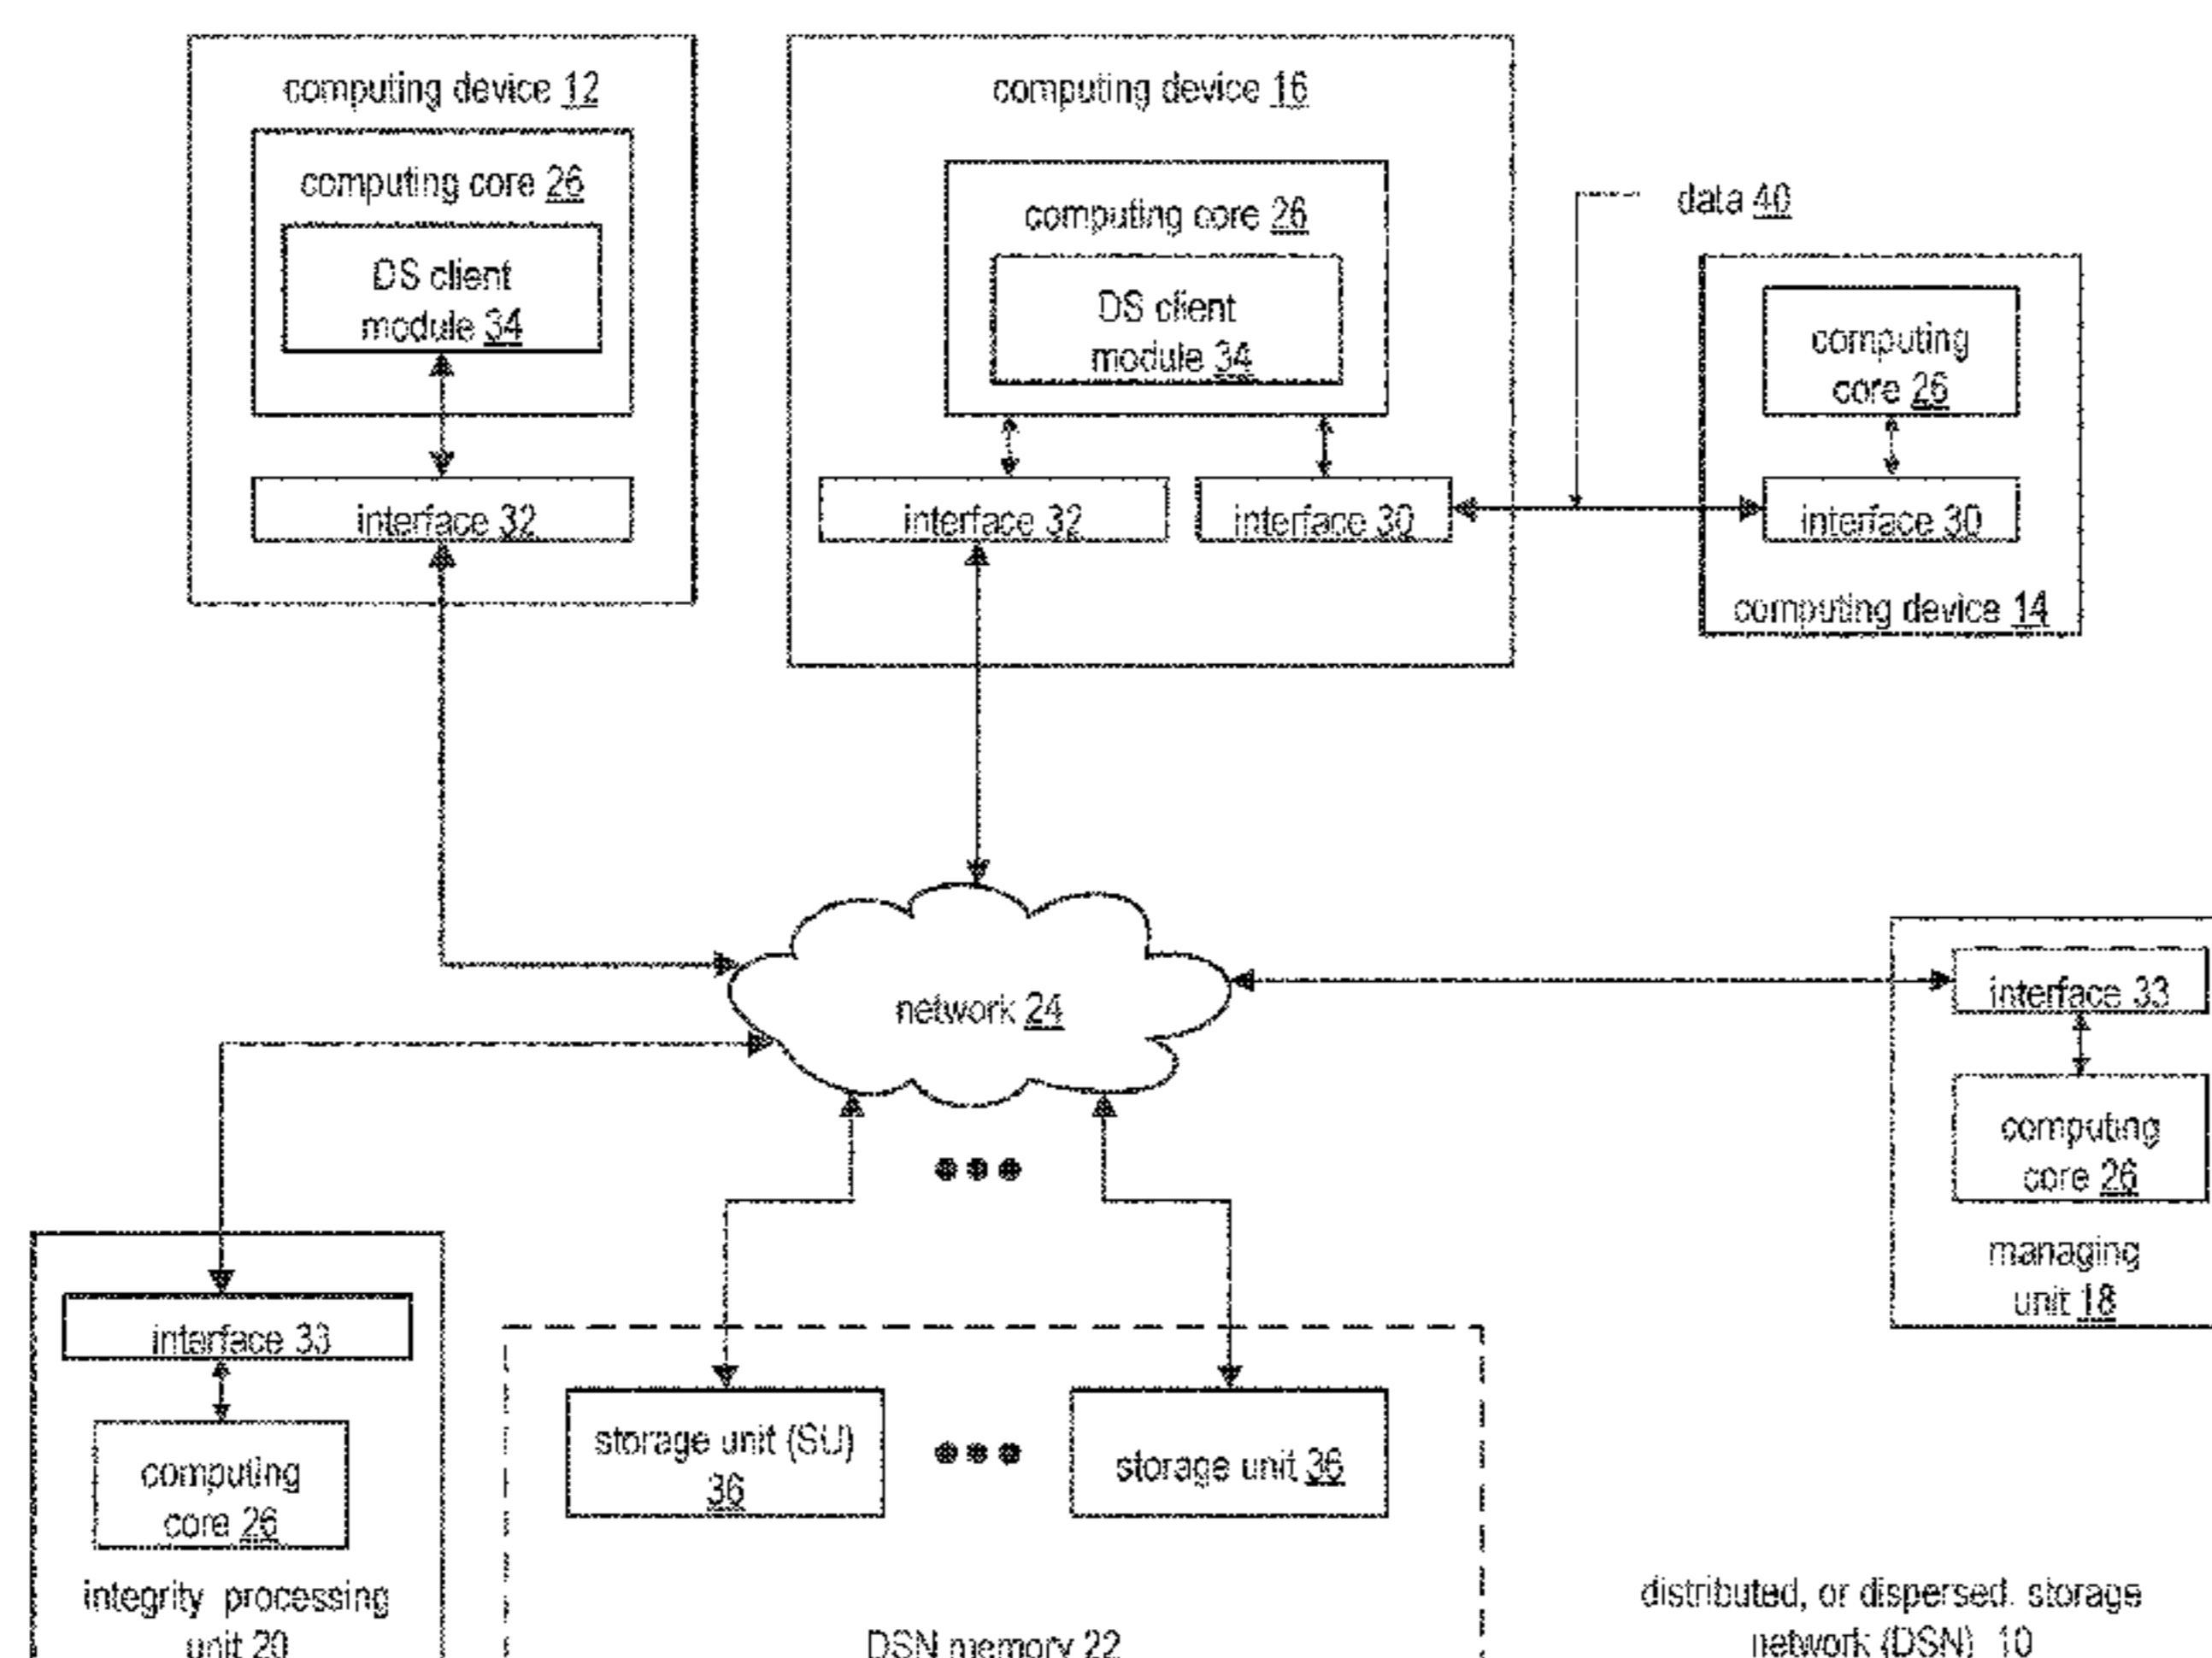 computing device 12
computing core 26
DS client
module 34
interface 32
computing device 16
computing core 26
DS client
module 34
interface 32
interface 30
data 40
computing
core 26
interface 30
computing device 14
network 24
interface 33
computing
core 26
managing
unit 18
interface 33
computing
core 26
integrity processing
unit 20
storage unit (SU)
36
storage unit 36
DSN memory 22
distributed, or dispersed, storage
network (DSN) 10